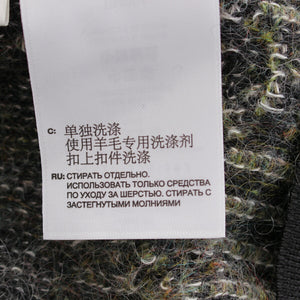 C: 单独洗涤
使用羊毛专用洗涤剂
扣上扣件洗涤
RU: СТИРАТЬ ОТДЕЛЬНО.
ИСПОЛЬЗОВАТЬ ТОЛЬКО СРЕДСТВА
ПО УХОДУ ЗА ШЕРСТЬЮ. СТИРАТЬ С
ЗАСТЕГНУТЫМИ МОЛНИЯМИ